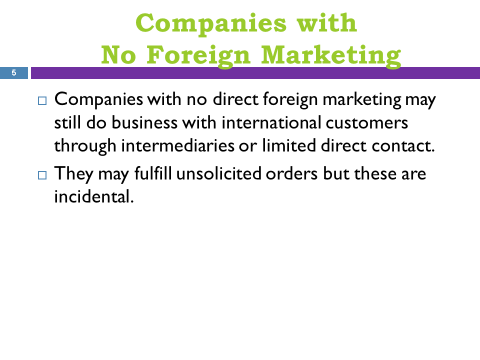 Companies with
No Foreign Marketing
5
Companies with no direct foreign marketing may
still do business with international customers
through intermediaries or limited direct contact.
They may fulfill unsolicited orders but these are
incidental.